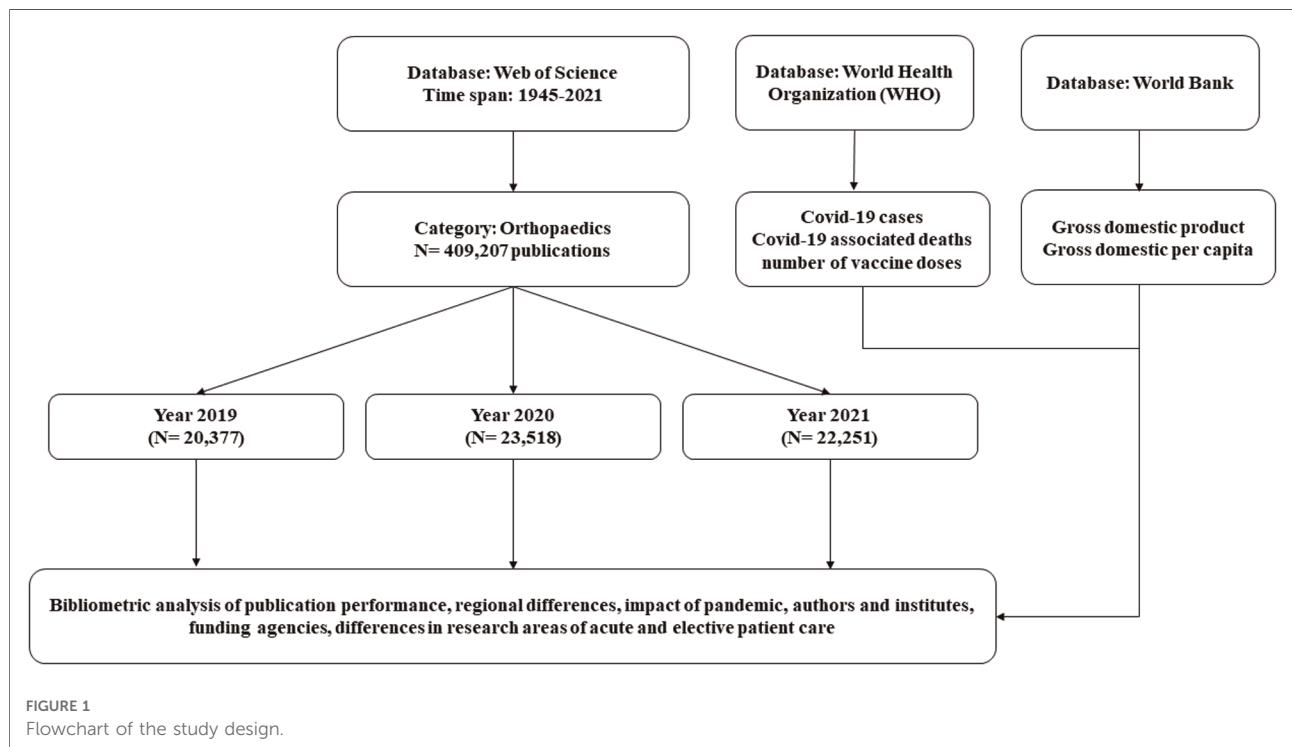 Database: Web of Science
Time span: 1945-2021
Database: World Health
Organization (WHO)
Database: World Bank
Category: Orthopaedics
N= 409,207 publications
Covid-19 cases
Covid-19 associated deaths
number of vaccine doses
Gross domestic product
Gross domestic per capita
Year 2019
(N= 20,377)
Year 2020
(N= 23,518)
Year 2021
(N= 22,251)
Bibliometric analysis of publication performance, regional differences, impact of pandemic, authors and institutes,
funding agencies, differences in research areas of acute and elective patient care
FIGURE 1
Flowchart of the study design.